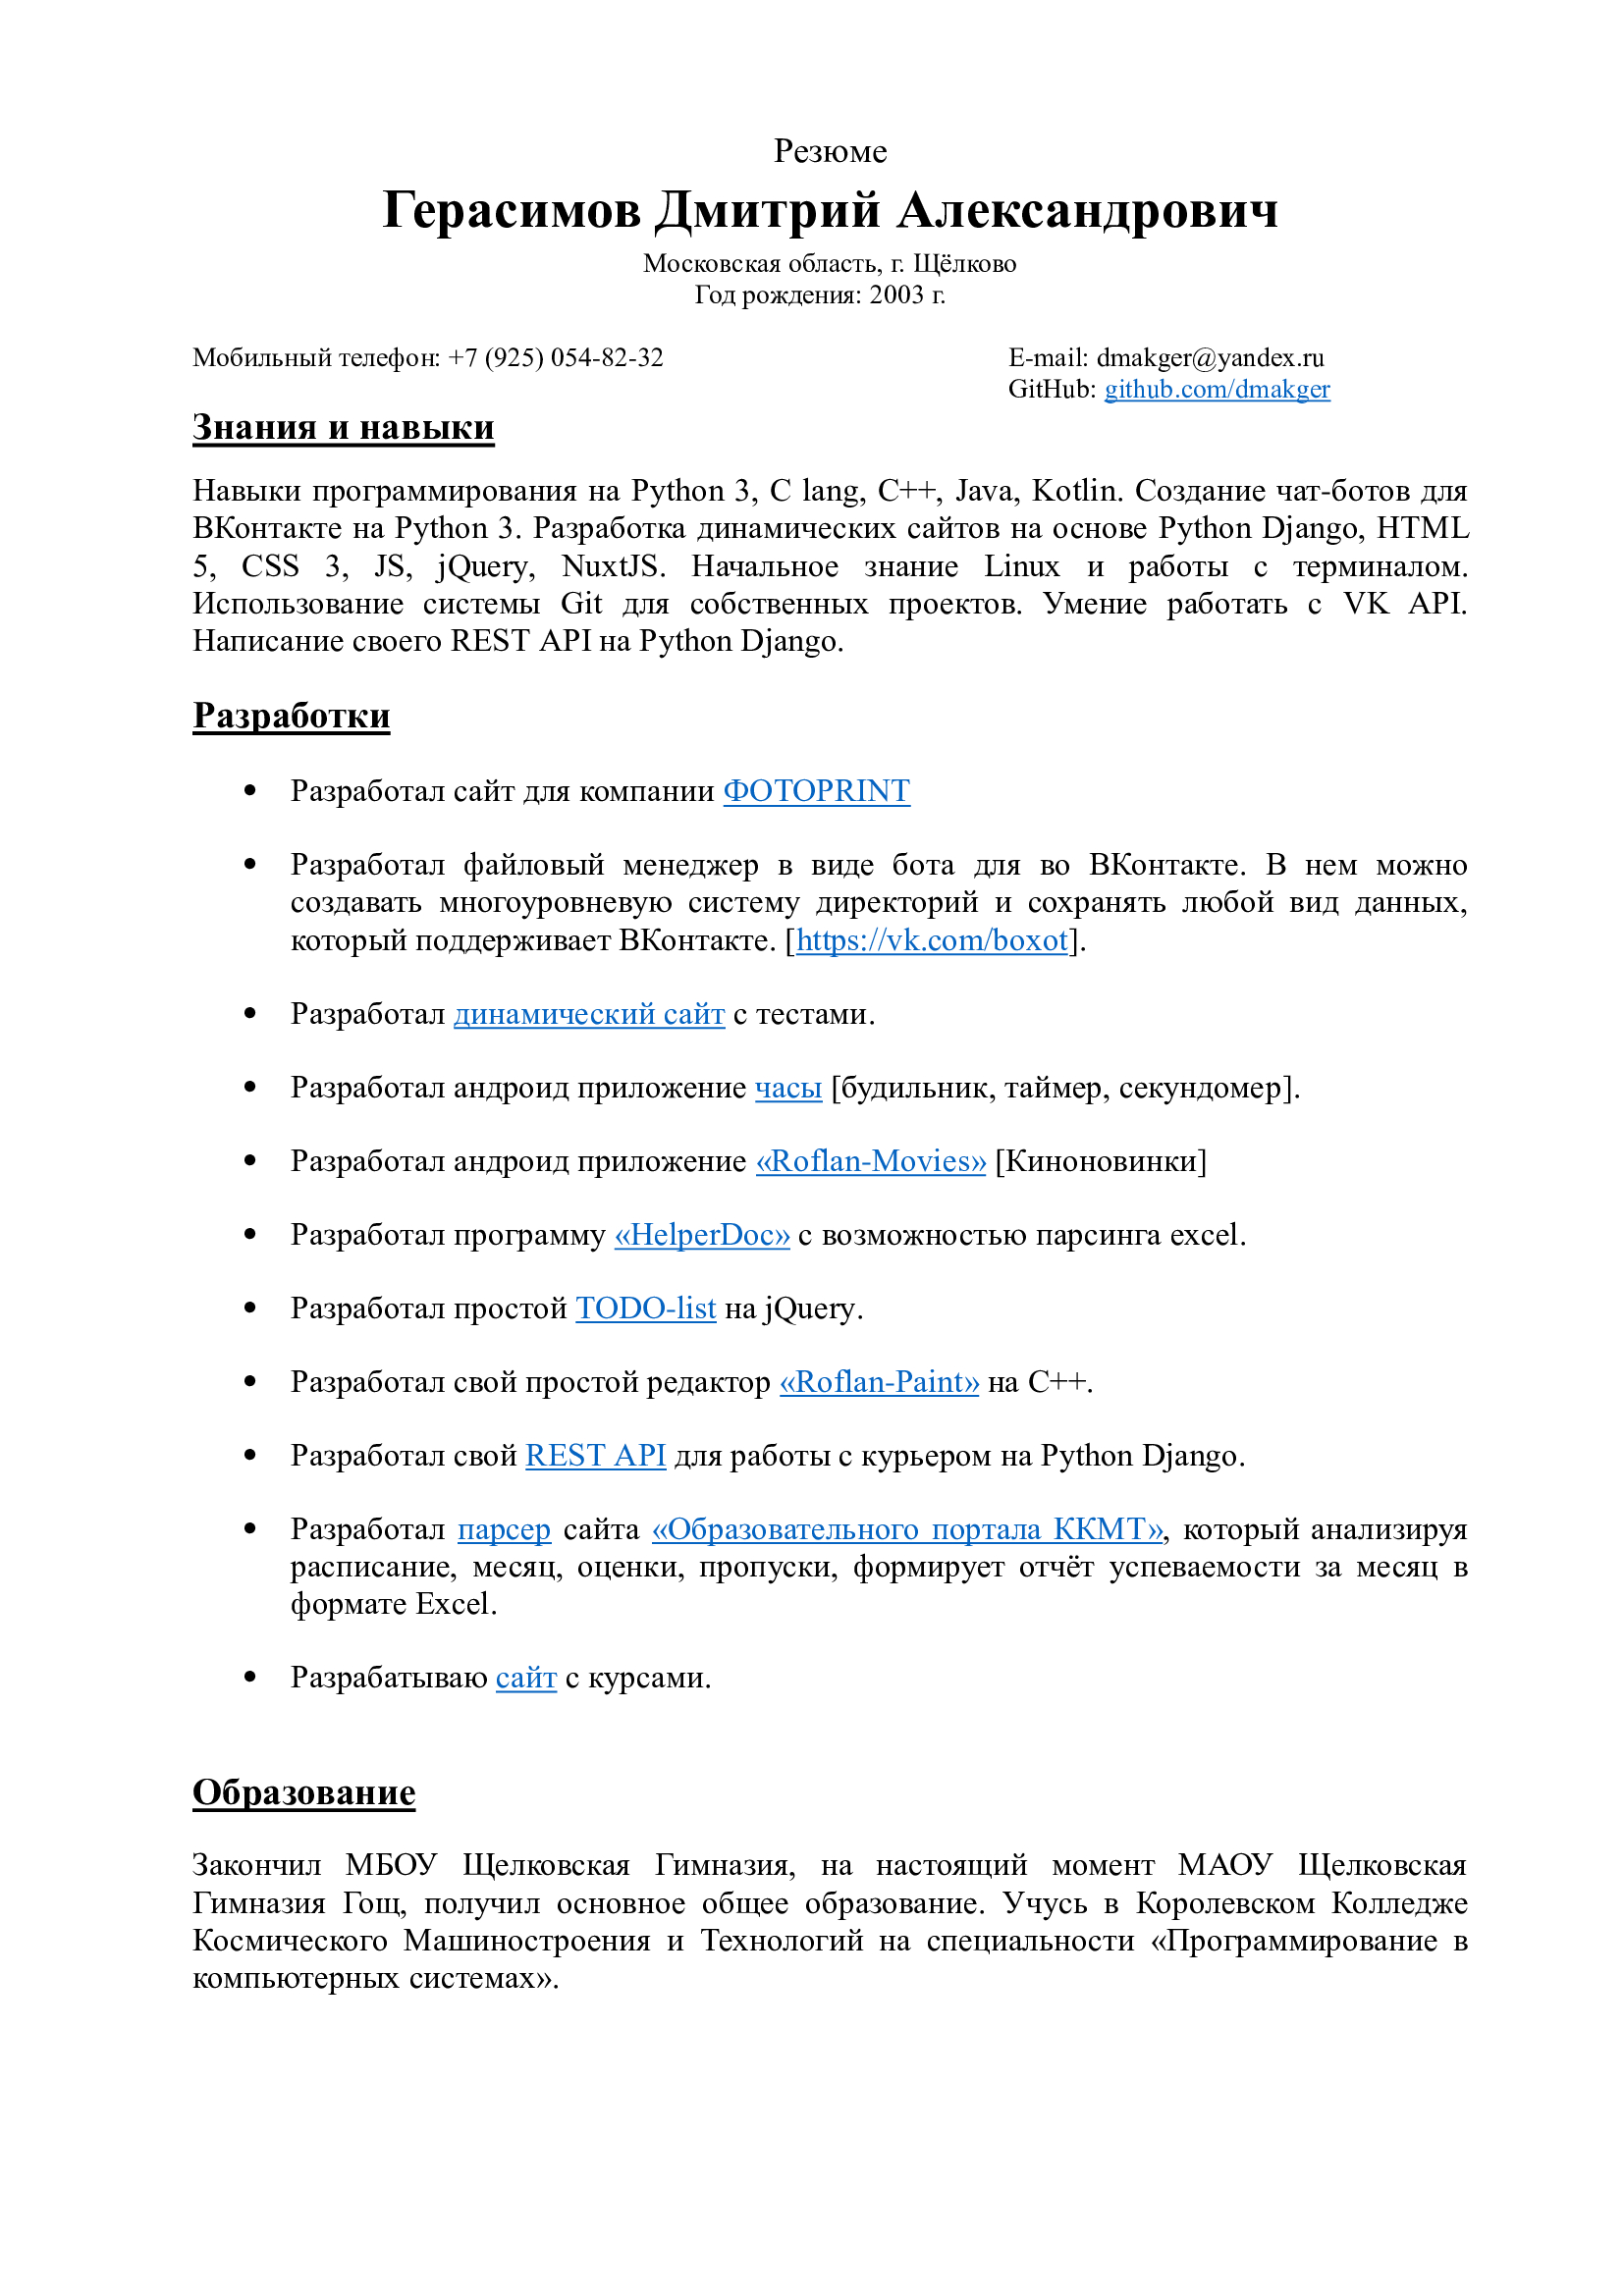 Резюме
Герасимов Дмитрий Александрович
Московская область, г. Щёлково
Год рождения: 2003 г.
Мобильный телефон: +7 (925) 054-82-32
E-mail: dmakger@yandex.ru
GitHub: github.com/dmakger
Знания и навыки
Навыки программирования на Python 3, C lang, C++, Java, Kotlin. Создание чат-ботов для
ВКонтакте на Python 3. Разработка динамических сайтов на основе Python Django, HTML
5, CSS 3, JS, jQuery, NuxtJS. Начальное знание Linux и работы с терминалом.
Использование системы Git для собственных проектов. Умение работать с VK API.
Написание своего REST API на Python Django.
Разработки
• Разработал сайт для компании ФОТОPRINT
• Разработал файловый менеджер в виде бота для во ВКонтакте. В нем можно
создавать многоуровневую систему директорий и сохранять любой вид данных,
который поддерживает ВКонтакте. [https://vk.com/boxot].
• Разработал динамический сайт с тестами.
• Разработал андроид приложение часы [будильник, таймер, секундомер].
• Разработал андроид приложение «Roflan-Movies» [Киноновинки]
• Разработал программу «HelperDoc» с возможностью парсинга excel.
• Разработал простой TODO-list на jQuery.
• Разработал свой простой редактор «Roflan-Paint» на C++.
• Разработал свой REST API для работы с курьером на Python Django.
• Разработал парсер сайта «Образовательного портала ККМТ», который анализируя
расписание, месяц, оценки, пропуски, формирует отчёт успеваемости за месяц в
формате Excel.
• Разрабатываю сайт с курсами.
Образование
Закончил МБОУ Щелковская Гимназия, на настоящий момент МАОУ Щелковская
Гимназия Гощ, получил основное общее образование. Учусь в Королевском Колледже
Космического Машиностроения и Технологий на специальности «Программирование в
компьютерных системах».